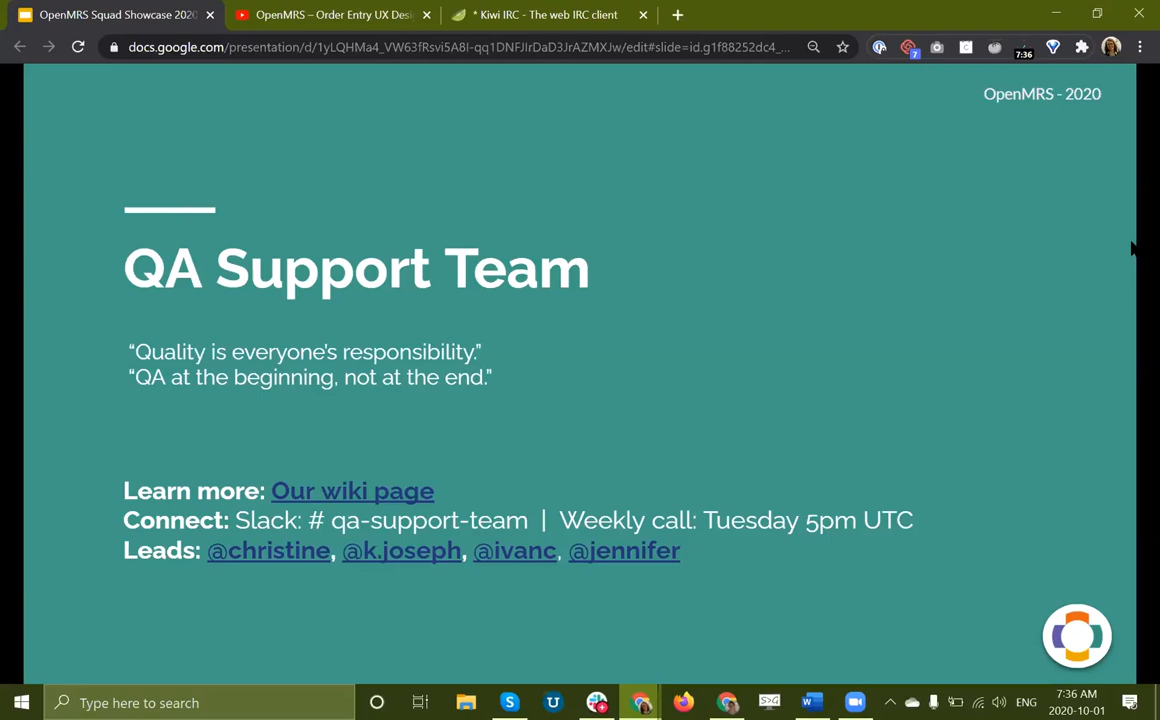 OpenMRS Squad Showcase 2020
OpenMRS – Order Entry UX Desi
* Kiwi IRC - The web IRC client
docs.google.com/presentation/d/1yLQHMa4_VW63fRsvi5A8I-qq1DNFJIrDaD3JrAZMXJw/edit#slide=id.g1f88252dc4_...
7
7:36
OpenMRS - 2020
QA Support Team
“Quality is everyone's responsibility.”
“QA at the beginning, not at the end.”
Learn more: Our wiki page
Connect: Slack: # qa-support-team | Weekly call: Tuesday 5pm UTC
Leads: @christine, @k.joseph, @ivanc, @jennifer
Type here to search
ENG
7:36 AM
2020-10-01